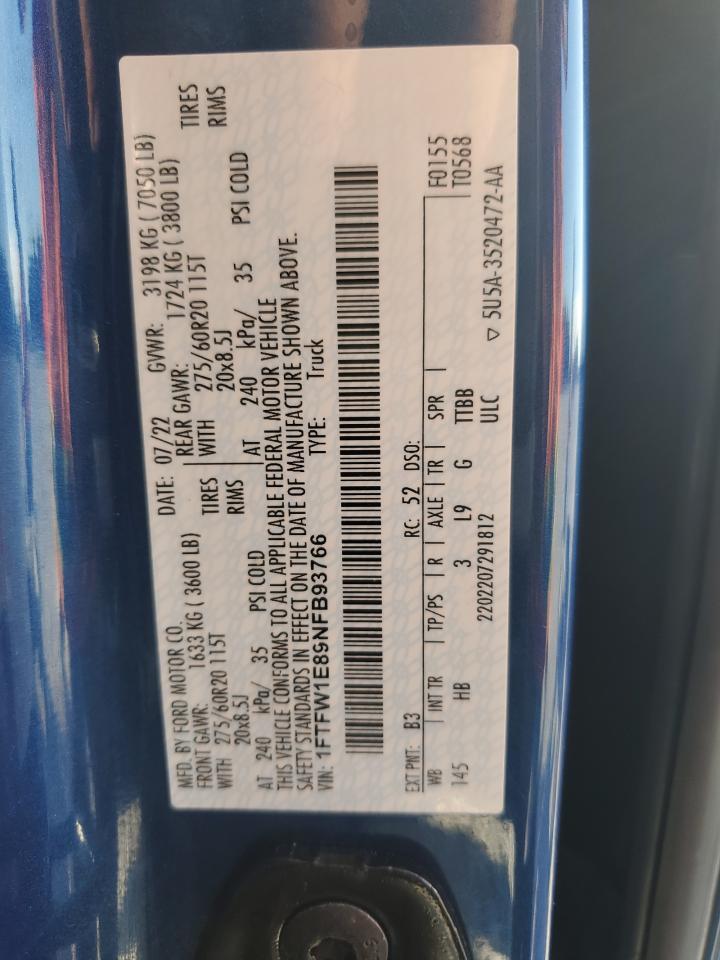 MFD. BY FORD MOTOR CO. DATE: 07/22 GVWR: 3198 KG ( 7050 LB)
FRONT GAWR: 1633 KG ( 3600 LB) REAR GAWR: 1724 KG ( 3800 LB)
WITH 275/60R20 115T TIRES WITH 275/60R20 115T TIRES
20x8.5J RIMS 20x8.5J RIMS
AT 240 kPa/ 35 PSI COLD AT 240 kPa/ 35 PSI COLD
THIS VEHICLE CONFORMS TO ALL APPLICABLE FEDERAL MOTOR VEHICLE
SAFETY STANDARDS IN EFFECT ON THE DATE OF MANUFACTURE SHOWN ABOVE.
VIN: 1FTFW1E89NFB93766 TYPE: Truck
EXT PNT: B3 RC: 52 DSO: F0155
WB INT TR TP/PS R AXLE TR SPR T0568
145 HB 3 L9 G TTBB
2202207291812 ULC ▽ 5U5A-3520472-AA